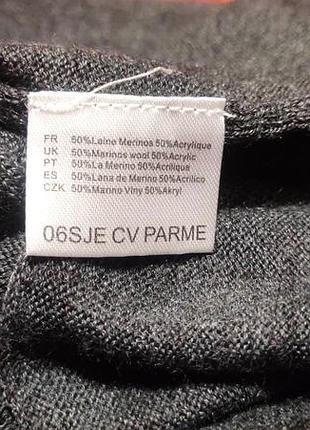 FR 50%Laine Merinos 50%Acrylique
UK 50%Marinos wool 50%Acrylic
PT 50%La Merino 50%Acrilico
ES 50%Lana de Merino 50%Acrilico
CZK 50%Marino Viny 50%Akryl
06SJE CV PARME